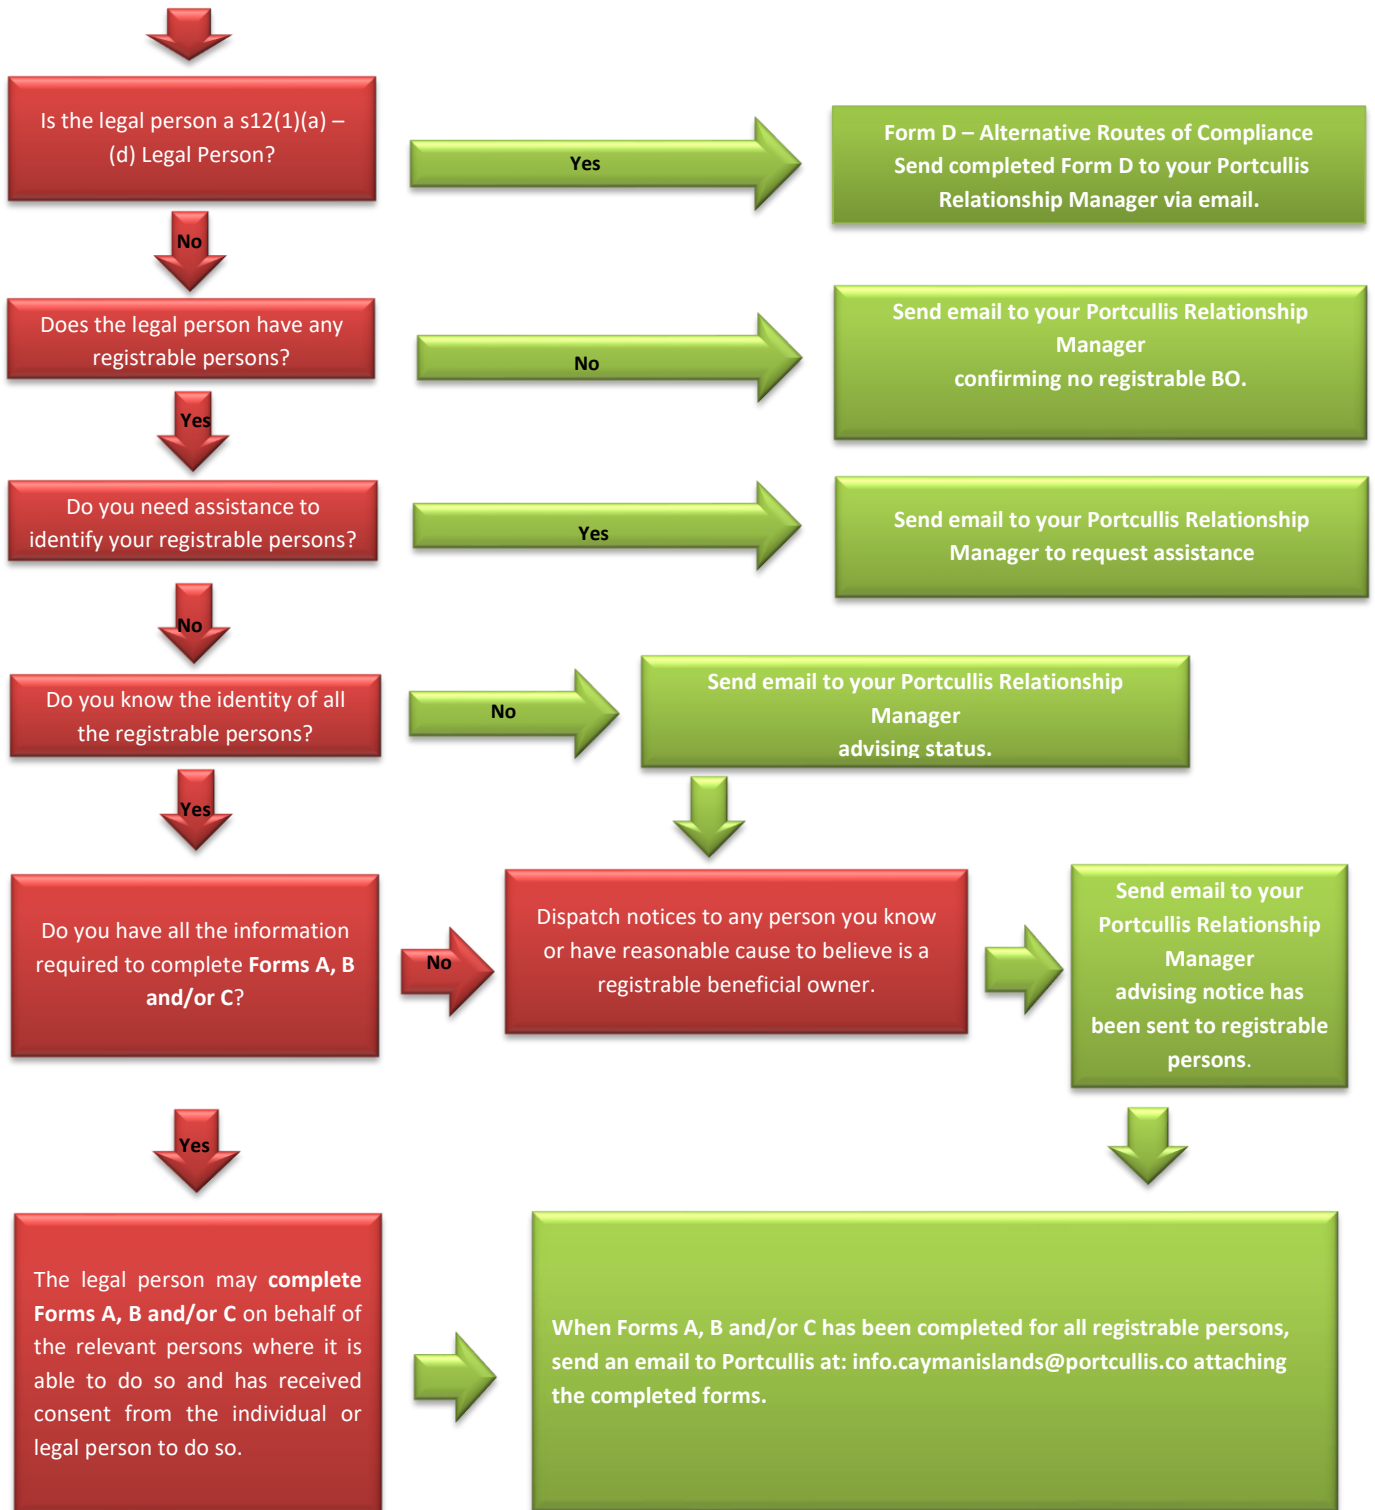 Is the legal person a s12(1)(a) –
(d) Legal Person?
Yes
Form D – Alternative Routes of Compliance
Send completed Form D to your Portcullis
Relationship Manager via email.
No
Does the legal person have any
registrable persons?
No
Send email to your Portcullis Relationship
Manager
confirming no registrable BO.
Yes
Do you need assistance to
identify your registrable persons?
Yes
Send email to your Portcullis Relationship
Manager to request assistance
No
Do you know the identity of all
the registrable persons?
No
Send email to your Portcullis Relationship
Manager
advising status.
Yes
Do you have all the information
required to complete Forms A, B
and/or C?
No
Dispatch notices to any person you know
or have reasonable cause to believe is a
registrable beneficial owner.
Send email to your
Portcullis Relationship
Manager
advising notice has
been sent to registrable
persons.
Yes
The legal person may complete
Forms A, B and/or C on behalf of
the relevant persons where it is
able to do so and has received
consent from the individual or
legal person to do so.
When Forms A, B and/or C has been completed for all registrable persons,
send an email to Portcullis at: info.caymanislands@portcullis.co attaching
the completed forms.